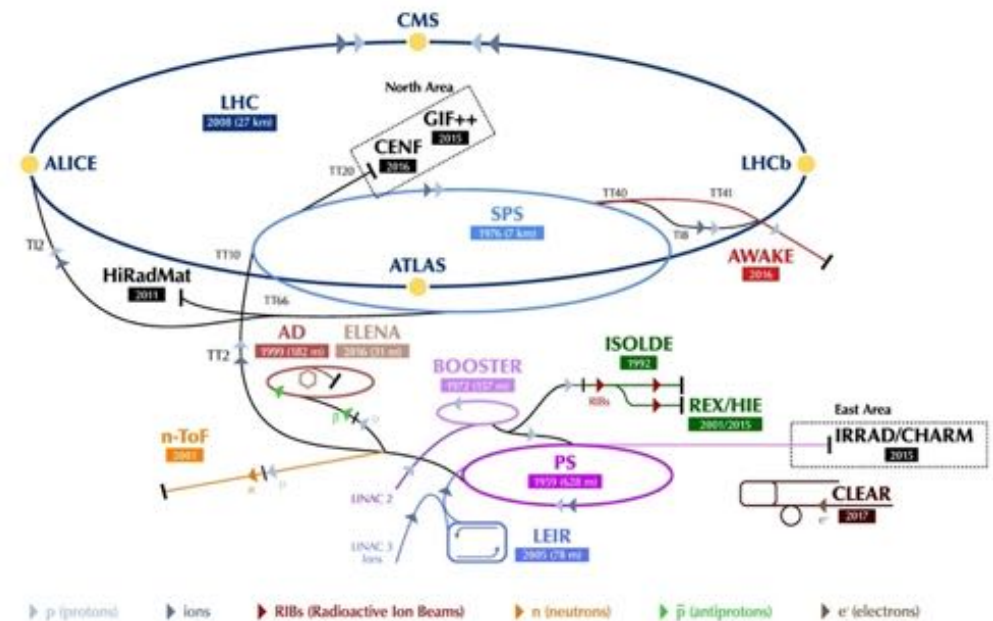 CMS
North Area
LHC
2008 (27 km)
GIF++
2015
CENF
2016
ALICE
LHCb
TT20
TT40
TT41
SPS
1976 (7 km)
TI8
TI2
TT10
AWAKE
2016
ATLAS
HiRadMat
2011
TT66
AD
1999 (182 m)
ELENA
2016 (31 m)
TT2
ISOLDE
1992
BOOSTER
1972 (157 m)
RIBs
REX/HIE
2001/2015
p̄
East Area
n-ToF
2001
IRRAD/CHARM
2015
PS
1959 (628 m)
n
p
LINAC 2
CLEAR
2017
e-
LINAC 3
Ions
LEIR
2005 (78 m)
p (protons)
ions
RIBs (Radioactive Ion Beams)
n (neutrons)
p̄ (antiprotons)
e- (electrons)